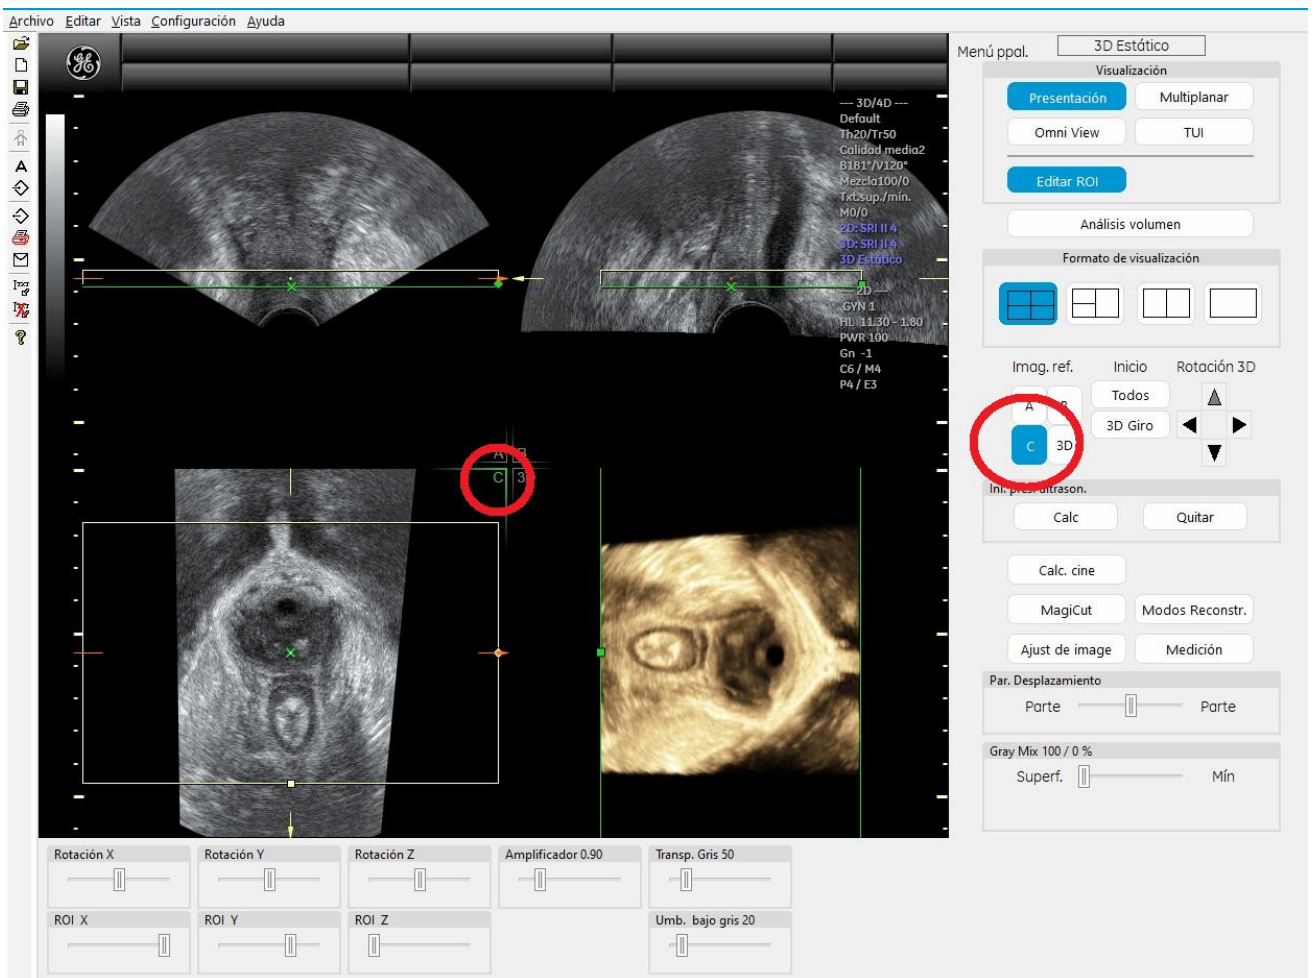 Archivo Editar Vista Configuración Ayuda
Menú ppal.
3D Estático
Visualización
Presentación Multiplanar
Omni View TUI
Editar ROI
Análisis volumen
Formato de visualización
Imag. ref. Inicio Rotación 3D
A B Todos
C 3D 3D Giro
Ini. pres. ultrason.
Calc Quitar
Calc. cine
MagiCut Modos Reconstr.
Ajust de image Medición
Par. Desplazamiento
Parte Parte
Gray Mix 100 / 0 %
Superf. Mín
--- 3D/4D ---
Default
Th20/Tr50
Calidad media2
B181°/V120°
Mezcla100/0
Txt.sup./mín.
M0/0
2D: SRI II 4
3D: SRI II 4
3D Estático
--- 2D ---
GYN 1
HI 11.30 - 1.80
PWR 100
Gn -1
C6 / M4
P4 / E3
A B
C 3
Rotación X Rotación Y Rotación Z Amplificador 0.90 Transp. Gris 50
ROI X ROI Y ROI Z Umb. bajo gris 20